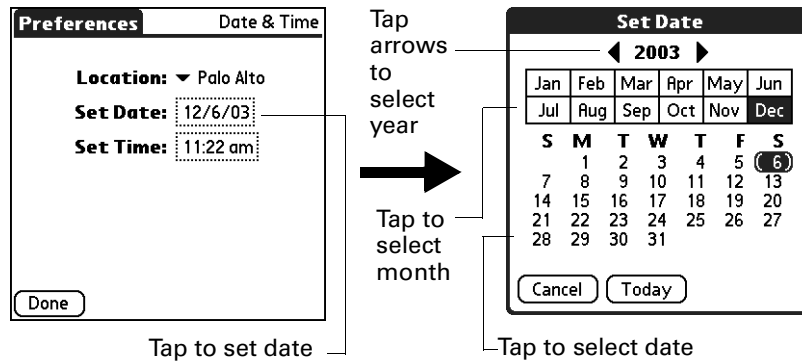 Preferences Date & Time
Location: Palo Alto
Set Date: 12/6/03
Set Time: 11:22 am
Done
Tap to set date
Tap
arrows
to
select
year
Tap to
select
month
Set Date
2003
Jan Feb Mar Apr May Jun
Jul Aug Sep Oct Nov Dec
S M T W T F S
1 2 3 4 5 6
7 8 9 10 11 12 13
14 15 16 17 18 19 20
21 22 23 24 25 26 27
28 29 30 31
Cancel Today
Tap to select date